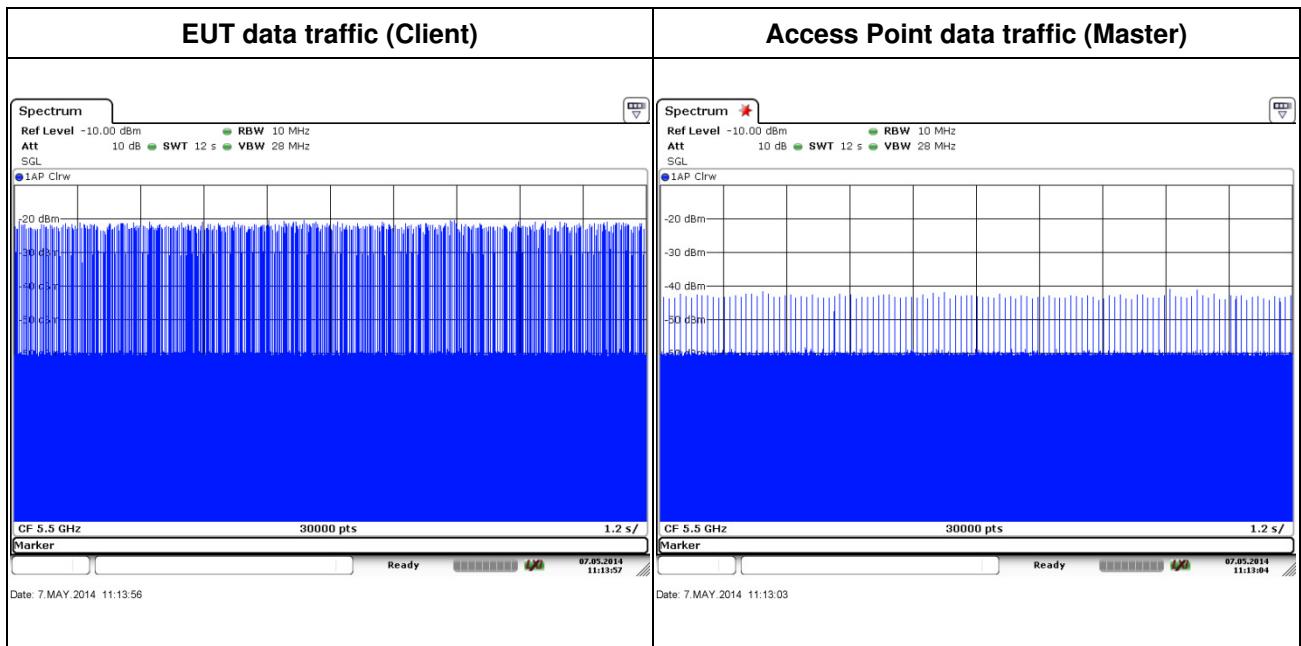 EUT data traffic (Client)
Access Point data traffic (Master)
Spectrum
Ref Level -10.00 dBm RBW 10 MHz
Att 10 dB SWT 12 s VBW 28 MHz
SGL
1AP Clrw
-20 dBm
CF 5.5 GHz 30000 pts 1.2 s/
Marker
Ready 07.05.2014
11:13:57
Date: 7.MAY.2014 11:13:56
Spectrum
Ref Level -10.00 dBm RBW 10 MHz
Att 10 dB SWT 12 s VBW 28 MHz
SGL
1AP Clrw
-20 dBm
-30 dBm
-40 dBm
-50 dBm
CF 5.5 GHz 30000 pts 1.2 s/
Marker
Ready 07.05.2014
11:13:04
Date: 7.MAY.2014 11:13:03